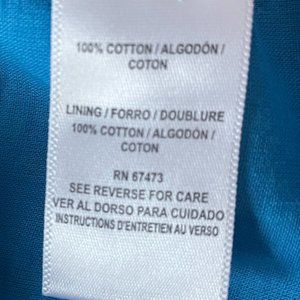 100% COTTON / ALGODÓN /
COTON
LINING / FORRO / DOUBLURE
100% COTTON / ALGODÓN /
COTON
RN 67473
SEE REVERSE FOR CARE
VER AL DORSO PARA CUIDADO
INSTRUCTIONS D'ENTRETIEN AU VERSO